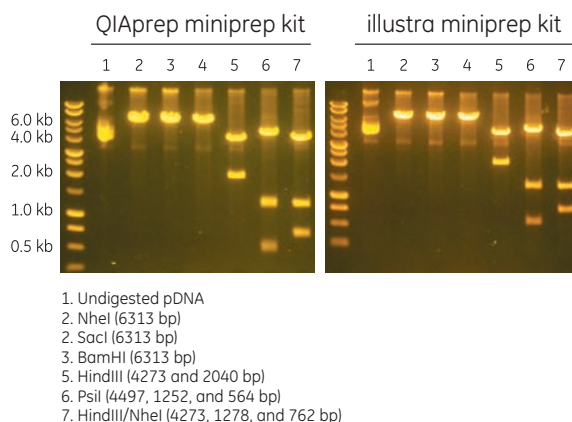 QIAprep miniprep kit
illustra miniprep kit
1 2 3 4 5 6 7
1 2 3 4 5 6 7
6.0 kb
4.0 kb
2.0 kb
1.0 kb
0.5 kb
1. Undigested pDNA
2. NheI (6313 bp)
2. SacI (6313 bp)
3. BamHI (6313 bp)
5. HindIII (4273 and 2040 bp)
6. PsiI (4497, 1252, and 564 bp)
7. HindIII/NheI (4273, 1278, and 762 bp)